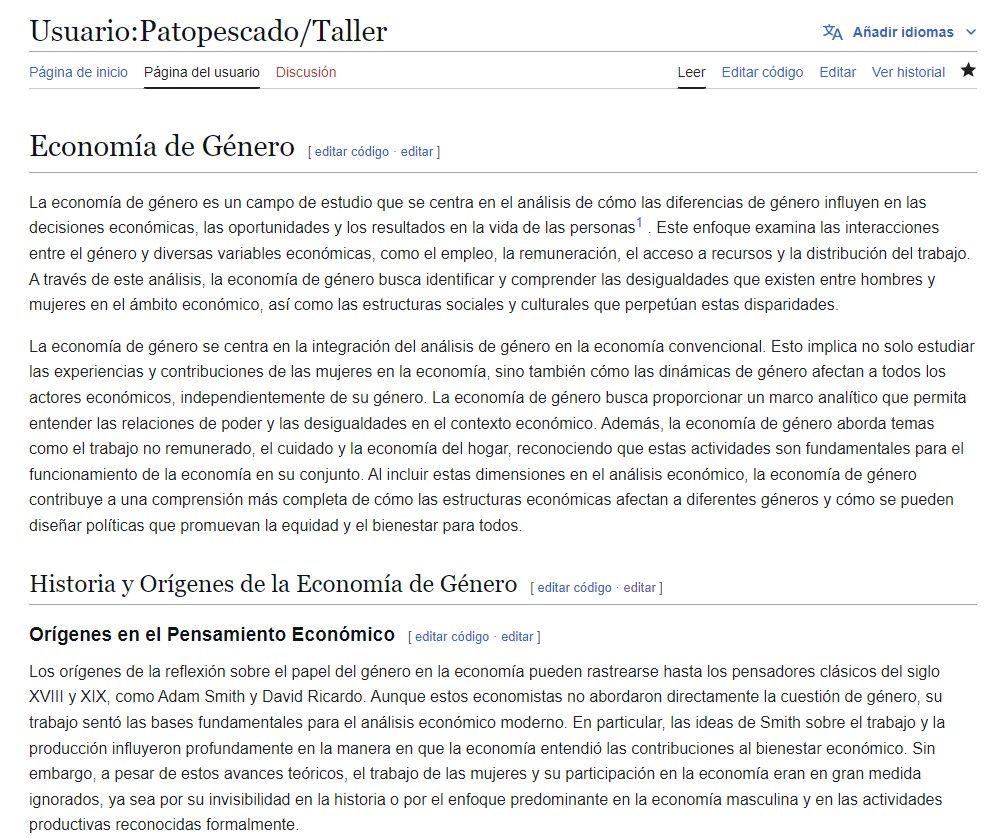 Usuario:Patopescado/Taller
Añadir idiomas
Página de inicio Página del usuario Discusión Leer Editar código Editar Ver historial
Economía de Género [ editar código · editar ]
La economía de género es un campo de estudio que se centra en el análisis de cómo las diferencias de género influyen en las
decisiones económicas, las oportunidades y los resultados en la vida de las personas1 . Este enfoque examina las interacciones
entre el género y diversas variables económicas, como el empleo, la remuneración, el acceso a recursos y la distribución del trabajo.
A través de este análisis, la economía de género busca identificar y comprender las desigualdades que existen entre hombres y
mujeres en el ámbito económico, así como las estructuras sociales y culturales que perpetúan estas disparidades.
La economía de género se centra en la integración del análisis de género en la economía convencional. Esto implica no solo estudiar
las experiencias y contribuciones de las mujeres en la economía, sino también cómo las dinámicas de género afectan a todos los
actores económicos, independientemente de su género. La economía de género busca proporcionar un marco analítico que permita
entender las relaciones de poder y las desigualdades en el contexto económico. Además, la economía de género aborda temas
como el trabajo no remunerado, el cuidado y la economía del hogar, reconociendo que estas actividades son fundamentales para el
funcionamiento de la economía en su conjunto. Al incluir estas dimensiones en el análisis económico, la economía de género
contribuye a una comprensión más completa de cómo las estructuras económicas afectan a diferentes géneros y cómo se pueden
diseñar políticas que promuevan la equidad y el bienestar para todos.
Historia y Orígenes de la Economía de Género [ editar código · editar ]
Orígenes en el Pensamiento Económico [ editar código · editar ]
Los orígenes de la reflexión sobre el papel del género en la economía pueden rastrearse hasta los pensadores clásicos del siglo
XVIII y XIX, como Adam Smith y David Ricardo. Aunque estos economistas no abordaron directamente la cuestión de género, su
trabajo sentó las bases fundamentales para el análisis económico moderno. En particular, las ideas de Smith sobre el trabajo y la
producción influyeron profundamente en la manera en que la economía entendió las contribuciones al bienestar económico. Sin
embargo, a pesar de estos avances teóricos, el trabajo de las mujeres y su participación en la economía eran en gran medida
ignorados, ya sea por su invisibilidad en la historia o por el enfoque predominante en la economía masculina y en las actividades
productivas reconocidas formalmente.